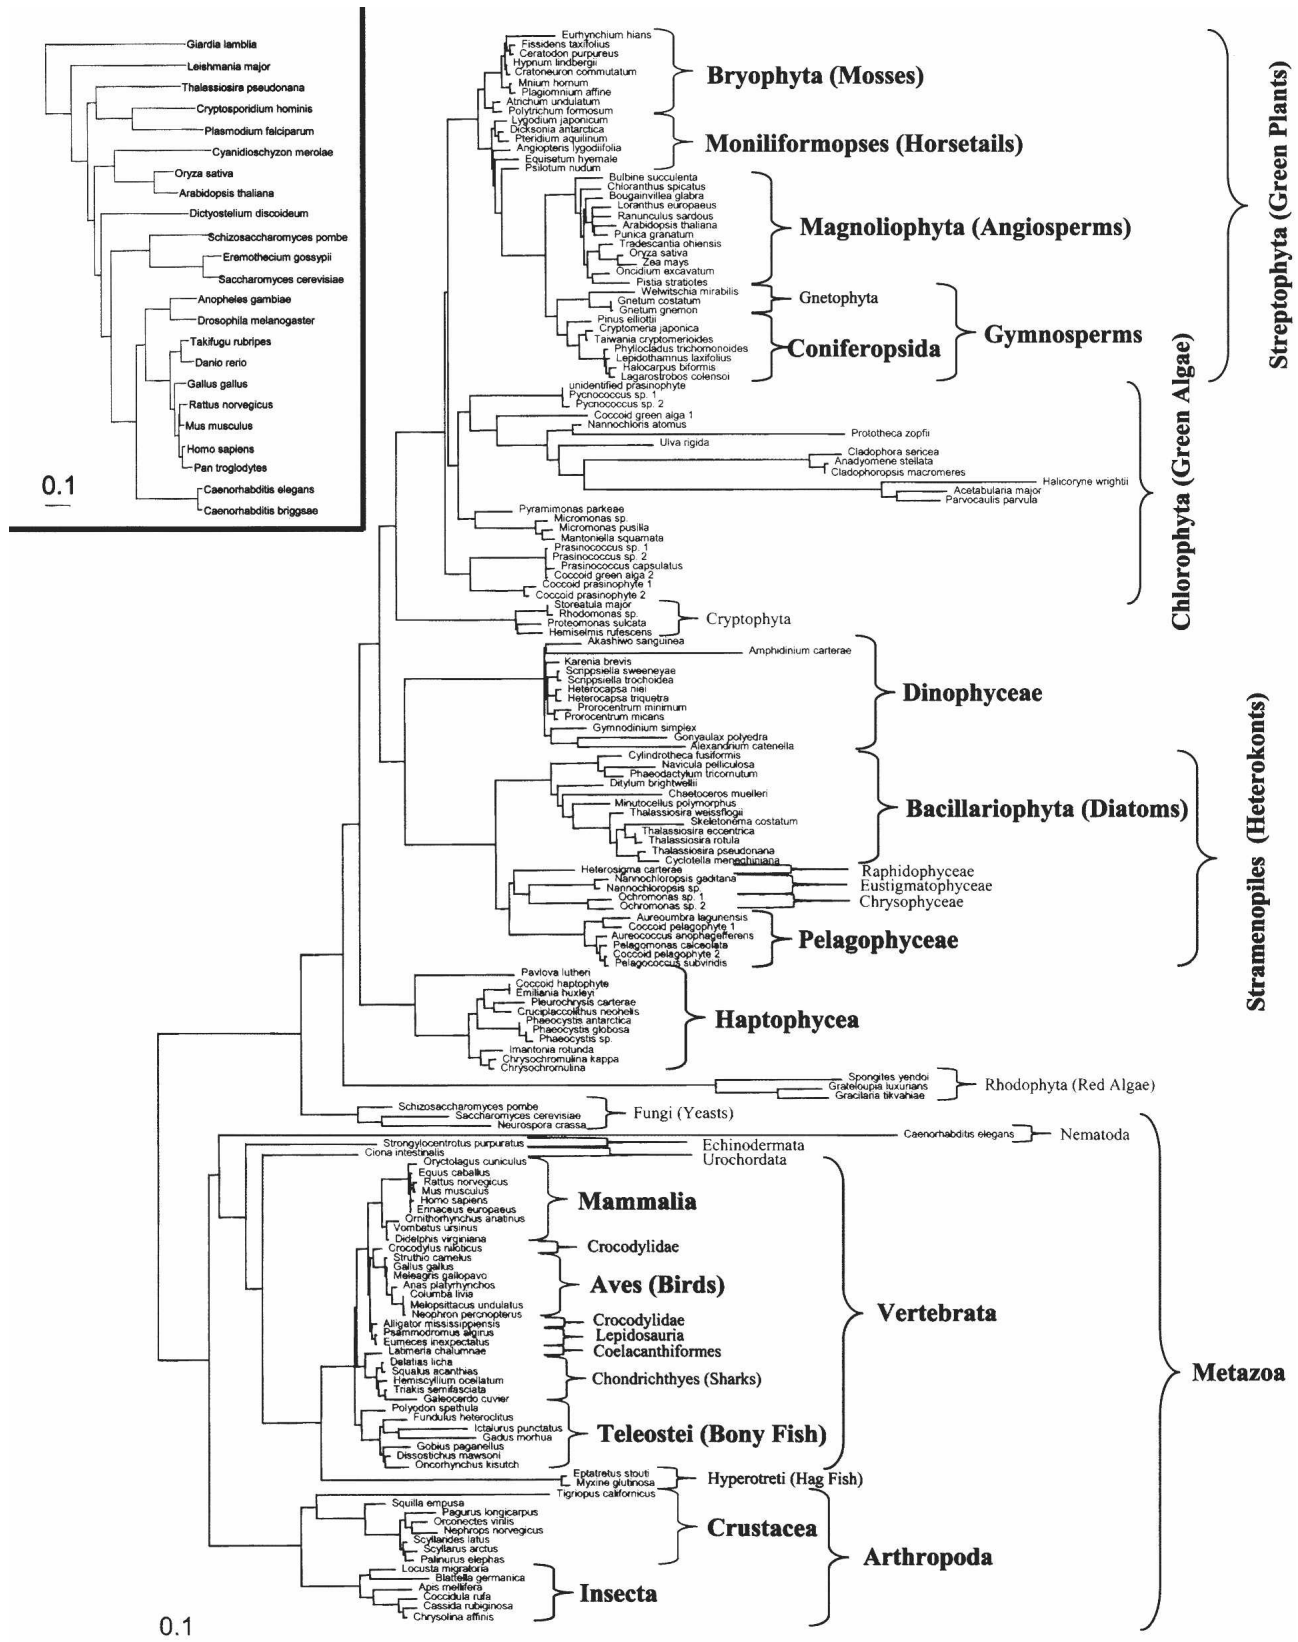 Giardia lamblia
Leishmania major
Thalassiosira pseudonana
Cryptosporidium hominis
Plasmodium falciparum
Cyanidioschyzon merolae
Oryza sativa
Arabidopsis thaliana
Dictyostelium discoideum
Schizosaccharomyces pombe
Eremothecium gossypii
Saccharomyces cerevisiae
Anopheles gambiae
Drosophila melanogaster
Takifugu rubripes
Danio rerio
Gallus gallus
Rattus norvegicus
Mus musculus
Homo sapiens
Pan troglodytes
Caenorhabditis elegans
Caenorhabditis briggsae
0.1
Eurhynchium hians
Fissidens taxifolius
Ceratodon purpureus
Hypnum lindbergii
Cratoneuron commutatum
Mnium hornum
Plagiomnium affine
Atrichum undulatum
Polytrichum formosum
Bryophyta (Mosses)
Lygodium japonicum
Dicksonia antarctica
Pteridium aquilinum
Angiopteris lygodiifolia
Equisetum hyemale
Psilotum nudum
Moniliformopses (Horsetails)
Bulbine succulenta
Chloranthus spicatus
Bougainvillea glabra
Loranthus europaeus
Ranunculus sardous
Arabidopsis thaliana
Punica granatum
Tradescantia ohiensis
Oryza sativa
Zea mays
Oncidium excavatum
Pistia stratiotes
Magnoliophyta (Angiosperms)
Welwitschia mirabilis
Gnetum costatum
Gnetum gnemon
Gnetophyta
Pinus elliottii
Cryptomeria japonica
Taiwania cryptomerioides
Phyllocladus trichomonoides
Lepidothamnus laxifolius
Halocarpus biformis
Lagarostrobos colensoi
Coniferopsida
Gymnosperms
Streptophyta (Green Plants)
unidentified prasinophyte
Pycnococcus sp. 1
Pycnococcus sp. 2
Coccoid green alga 1
Nannochloris atomus
Prototheca zopfii
Ulva rigida
Cladophora sericea
Anadyomene stellata
Cladophoropsis macromeres
Halicoryne wrightii
Acetabularia major
Parvocaulis parvula
Pyramimonas parkeae
Micromonas sp.
Micromonas pusilla
Mantoniella squamata
Prasinococcus sp. 1
Prasinococcus sp. 2
Prasinococcus capsulatus
Coccoid green alga 2
Coccoid prasinophyte 1
Coccoid prasinophyte 2
Chlorophyta (Green Algae)
Storeatula major
Rhodomonas sp.
Proteomonas sulcata
Hemiselmis rufescens
Cryptophyta
Akashiwo sanguinea
Amphidinium carterae
Karenia brevis
Scrippsiella sweeneyae
Scrippsiella trochoidea
Heterocapsa niei
Heterocapsa triquetra
Prorocentrum minimum
Prorocentrum micans
Gymnodinium simplex
Gonyaulax polyedra
Alexandrium catenella
Dinophyceae
Cylindrotheca fusiformis
Navicula pelliculosa
Phaeodactylum tricornutum
Ditylum brightwellii
Chaetoceros muelleri
Minutocellus polymorphus
Thalassiosira weissflogii
Skeletonema costatum
Thalassiosira eccentrica
Thalassiosira rotula
Thalassiosira pseudonana
Cyclotella meneghiniana
Bacillariophyta (Diatoms)
Heterosigma carterae
Raphidophyceae
Nannochloropsis gaditana
Nannochloropsis sp.
Eustigmatophyceae
Ochromonas sp. 1
Ochromonas sp. 2
Chrysophyceae
Aureoumbra lagunensis
Coccoid pelagophyte 1
Aureococcus anophagefferens
Pelagomonas calceolata
Coccoid pelagophyte 2
Pelagococcus subviridis
Pelagophyceae
Stramenopiles (Heterokonts)
Pavlova lutheri
Coccoid haptophyte
Emiliania huxleyi
Pleurochrysis carterae
Cruciplaccolithus neohelis
Phaeocystis antarctica
Phaeocystis globosa
Phaeocystis sp.
Imantonia rotunda
Chrysochromulina kappa
Chrysochromulina
Haptophycea
Spongites yendoi
Grateloupia luxurians
Gracilaria tikvahiae
Rhodophyta (Red Algae)
Schizosaccharomyces pombe
Saccharomyces cerevisiae
Neurospora crassa
Fungi (Yeasts)
Caenorhabditis elegans
Nematoda
Strongylocentrotus purpuratus
Echinodermata
Ciona intestinalis
Urochordata
Oryctolagus cuniculus
Equus caballus
Rattus norvegicus
Mus musculus
Homo sapiens
Erinaceus europaeus
Ornithorhynchus anatinus
Vombatus ursinus
Didelphis virginiana
Mammalia
Crocodylus niloticus
Crocodylidae
Struthio camelus
Gallus gallus
Meleagris gallopavo
Anas platyrhynchos
Columba livia
Melopsittacus undulatus
Neophron percnopterus
Aves (Birds)
Alligator mississippiensis
Crocodylidae
Psammodromus algirus
Eumeces inexpectatus
Lepidosauria
Latimeria chalumnae
Coelacanthiformes
Dalatias licha
Squalus acanthias
Hemiscyllium ocellatum
Triakis semifasciata
Galeocerdo cuvier
Chondrichthyes (Sharks)
Polyodon spathula
Fundulus heteroclitus
Ictalurus punctatus
Gadus morhua
Gobius paganellus
Dissostichus mawsoni
Oncorhynchus kisutch
Teleostei (Bony Fish)
Vertebrata
Eptatretus stouti
Myxine glutinosa
Hyperotreti (Hag Fish)
Tigriopus californicus
Squilla empusa
Pagurus longicarpus
Orconectes virilis
Nephrops norvegicus
Scyllarides latus
Scyllarus arctus
Palinurus elephas
Crustacea
Locusta migratoria
Blattella germanica
Apis mellifera
Coccidula rufa
Cassida rubiginosa
Chrysolina affinis
Insecta
Arthropoda
Metazoa
0.1